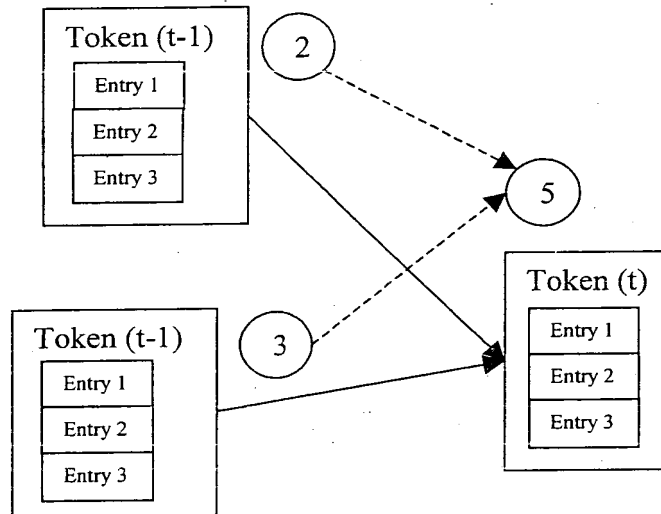 Token (t-1)
Entry 1
Entry 2
Entry 3
2
5
Token (t)
Entry 1
Entry 2
Entry 3
3
Token (t-1)
Entry 1
Entry 2
Entry 3